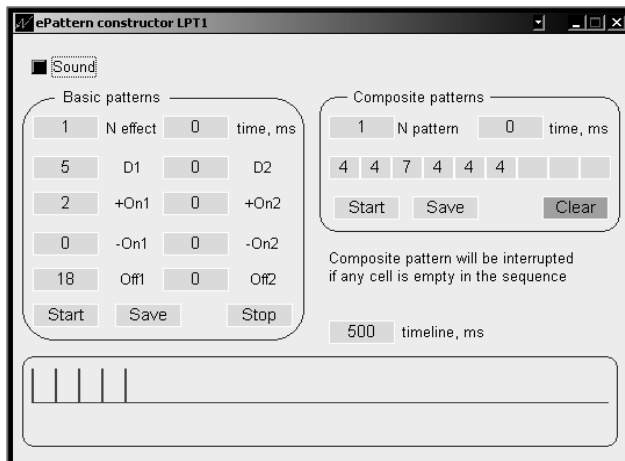 ePattern constructor LPT1
Sound
Basic patterns
1 N effect 0 time, ms
5 D1 0 D2
2 +On1 0 +On2
0 -On1 0 -On2
18 Off1 0 Off2
Start Save Stop
Composite patterns
1 N pattern 0 time, ms
4 4 7 4 4 4
Start Save Clear
Composite pattern will be interrupted
if any cell is empty in the sequence
500 timeline, ms